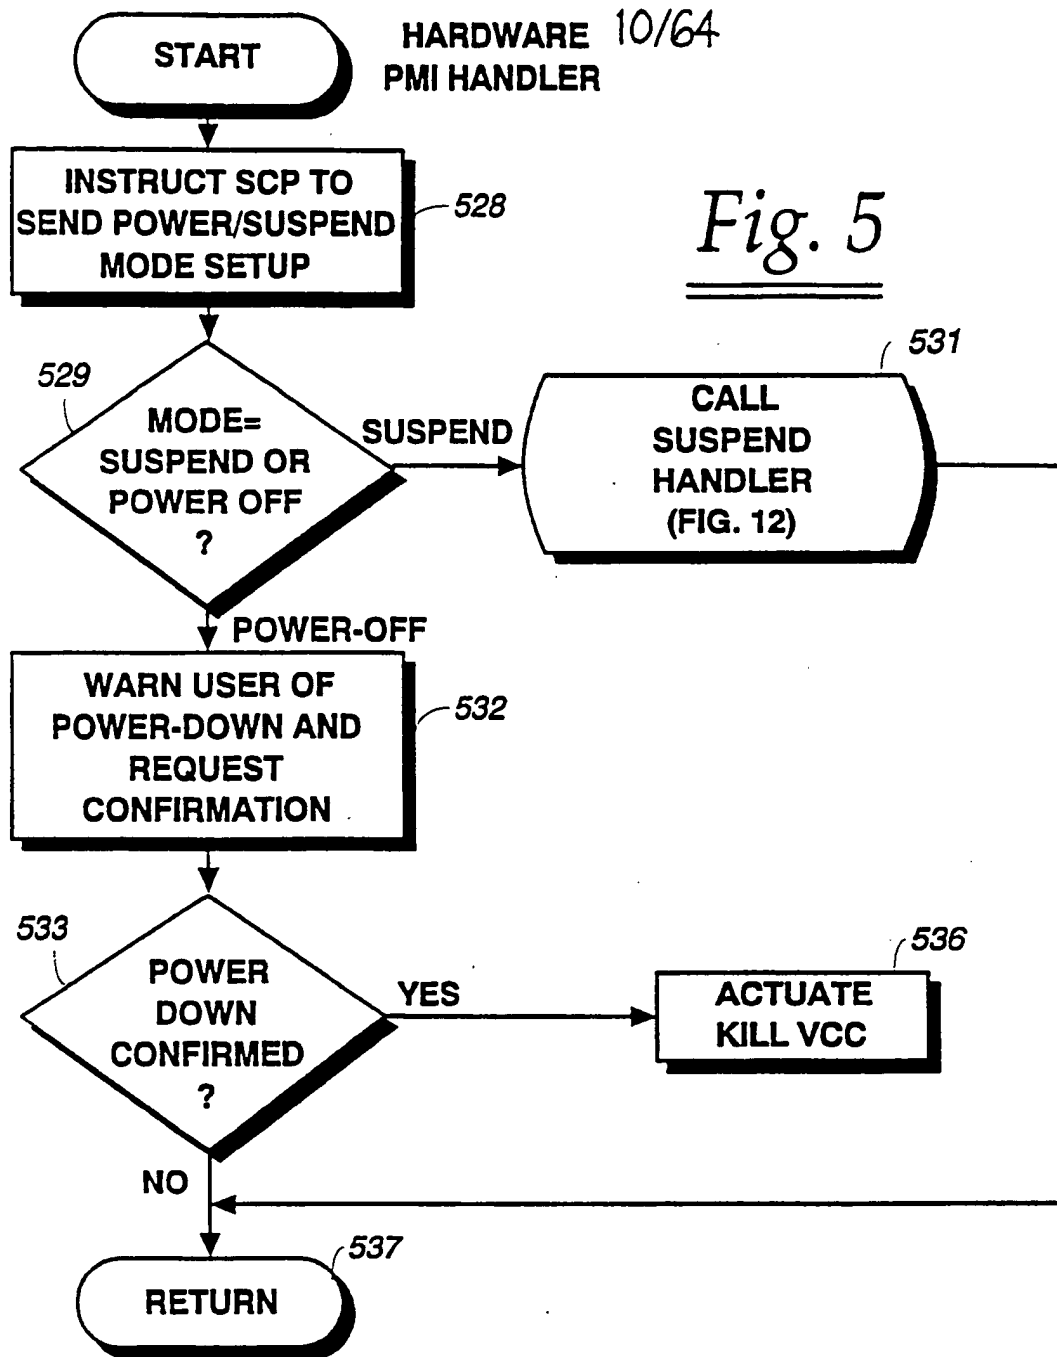 START
HARDWARE 10/64
PMI HANDLER
INSTRUCT SCP TO
SEND POWER/SUSPEND
MODE SETUP
528
Fig. 5
529
MODE=
SUSPEND OR
POWER OFF
?
SUSPEND
531
CALL
SUSPEND
HANDLER
(FIG. 12)
POWER-OFF
WARN USER OF
POWER-DOWN AND
REQUEST
CONFIRMATION
532
533
POWER
DOWN
CONFIRMED
?
YES
536
ACTUATE
KILL VCC
NO
537
RETURN